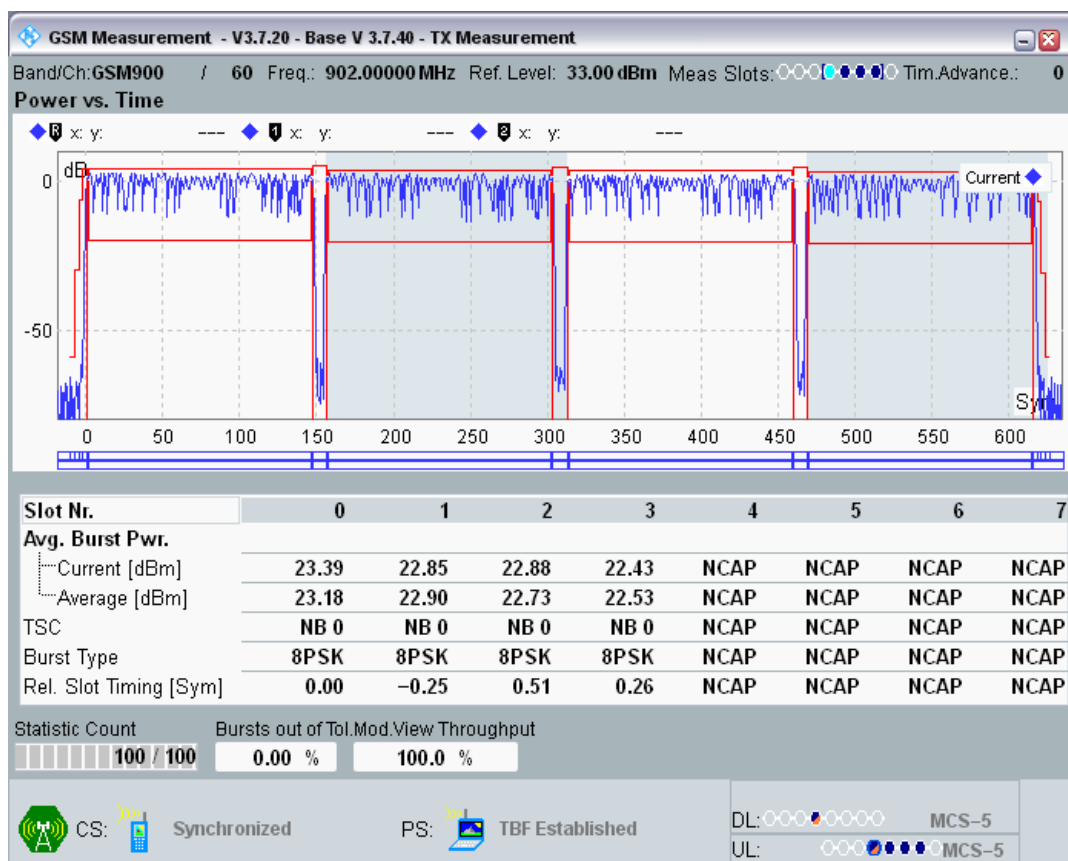 GSM Measurement - V3.7.20 - Base V 3.7.40 - TX Measurement
Band/Ch:GSM900 / 60 Freq.: 902.00000 MHz Ref. Level: 33.00 dBm Meas Slots: Tim.Advance.: 0
Power vs. Time
R x: y: --- 1 x: y: --- 2 x: y: ---
dB
Current
0
-50
Sym
0 50 100 150 200 250 300 350 400 450 500 550 600
Slot Nr. 0 1 2 3 4 5 6 7
Avg. Burst Pwr.
Current [dBm] 23.39 22.85 22.88 22.43 NCAP NCAP NCAP NCAP
Average [dBm] 23.18 22.90 22.73 22.53 NCAP NCAP NCAP NCAP
TSC NB 0 NB 0 NB 0 NB 0 NCAP NCAP NCAP NCAP
Burst Type 8PSK 8PSK 8PSK 8PSK NCAP NCAP NCAP NCAP
Rel. Slot Timing [Sym] 0.00 −0.25 0.51 0.26 NCAP NCAP NCAP NCAP
Statistic Count Bursts out of Tol.Mod.View Throughput
100 / 100 0.00 % 100.0 %
CS: Synchronized PS: TBF Established DL: MCS−5
UL: MCS−5